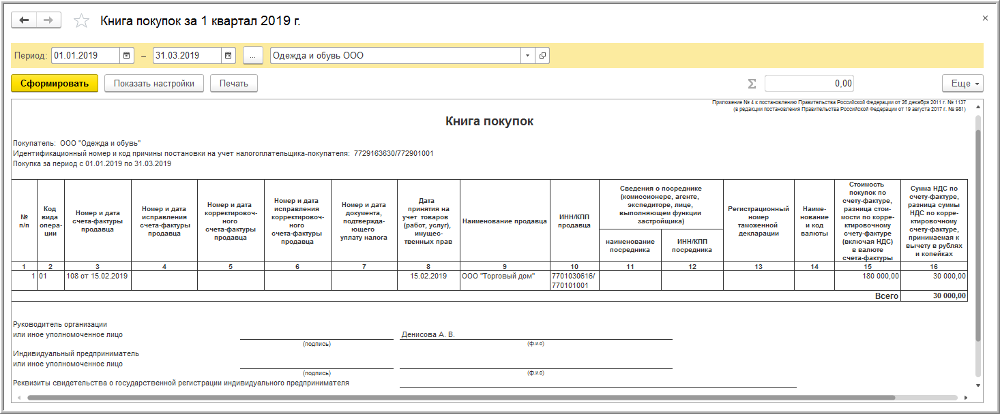 Книга покупок за 1 квартал 2019 г.
Период: 01.01.2019 – 31.03.2019 ... Одежда и обувь ООО
Сформировать Показать настройки Печать Σ 0,00 Еще
Приложение № 4 к постановлению Правительства Российской Федерации от 26 декабря 2011 г. № 1137
(в редакции постановления Правительства Российской Федерации от 19 августа 2017 г. № 981)
Книга покупок
Покупатель: ООО "Одежда и обувь"
Идентификационный номер и код причины постановки на учет налогоплательщика-покупателя: 7729163630/772901001
Покупка за период с 01.01.2019 по 31.03.2019
№
п/п
Код
вида
опера-
ции
Номер и дата
счета-фактуры
продавца
Номер и дата
исправления
счета-фактуры
продавца
Номер и дата
корректировоч-
ного
счета-фактуры
продавца
Номер и дата
исправления
корректировоч-
ного
счета-фактуры
продавца
Номер и дата
документа,
подтвержда-
ющего
уплату налога
Дата
принятия на
учет товаров
(работ, услуг),
имущес-
твенных прав
Наименование продавца
ИНН/КПП
продавца
Сведения о посреднике
(комиссионере, агенте,
экспедиторе, лице,
выполняющем функции
застройщика)
наименование
посредника
ИНН/КПП
посредника
Регистрационный
номер
таможенной
декларации
Наиме-
нование
и код
валюты
Стоимость
покупок по
счету-фактуре,
разница стои-
мости по корре-
ктировочному
счету-фактуре
(включая НДС)
в валюте
счета-фактуры
Сумма НДС по
счету-фактуре,
разница суммы
НДС по корре-
ктировочному
счету-фактуре,
принимаемая к
вычету в рублях
и копейках
1 2 3 4 5 6 7 8 9 10 11 12 13 14 15 16
1 01 108 от 15.02.2019 15.02.2019 ООО "Торговый дом" 7701030616/ 180 000,00 30 000,00
770101001
Всего 30 000,00
Руководитель организации
или иное уполномоченное лицо Денисова А. В.
(подпись) (ф.и.о)
Индивидуальный предприниматель
или иное уполномоченное лицо
(подпись) (ф.и.о)
Реквизиты свидетельства о государственной регистрации индивидуального предпринимателя